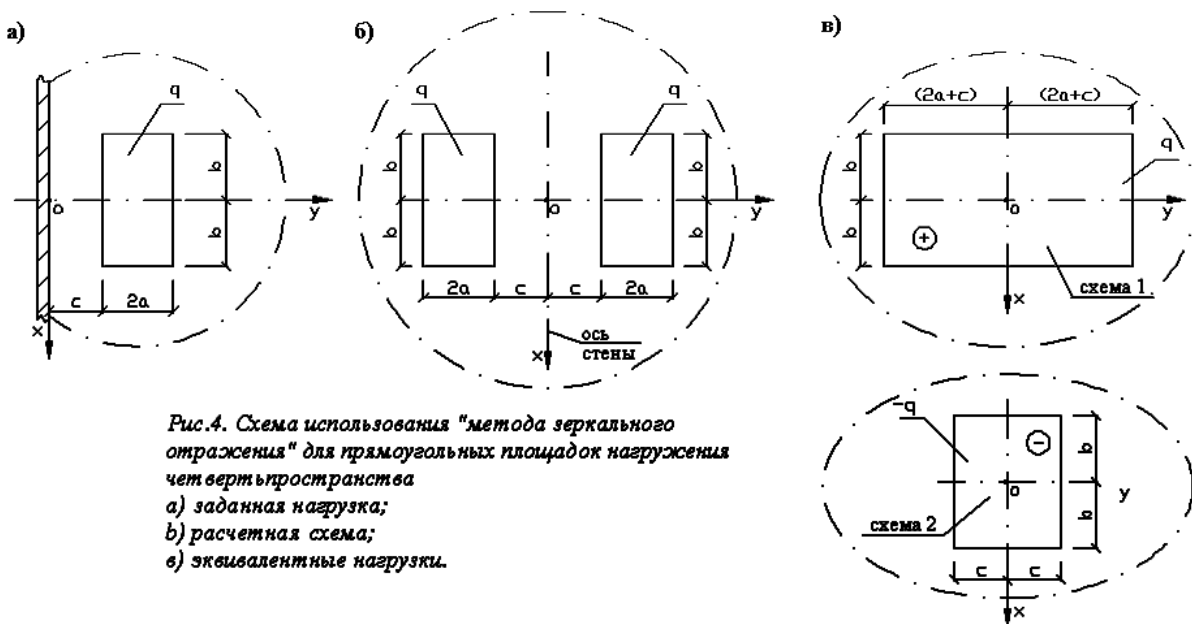 а)
q
b
b
o
y
c
2a
x
б)
q
q
b
b
b
b
o
y
2a
c
c
2a
x
ось
стены
в)
(2a+c)
(2a+c)
q
b
b
o
y
+
схема 1.
x
-q
-
b
b
o
y
схема 2
c
c
x
Рис.4. Схема использования "метода зеркального
отражения" для прямоугольных площадок нагружения
четвертьпространства
а) заданная нагрузка;
b) расчетная схема;
в) эквивалентные нагрузки.